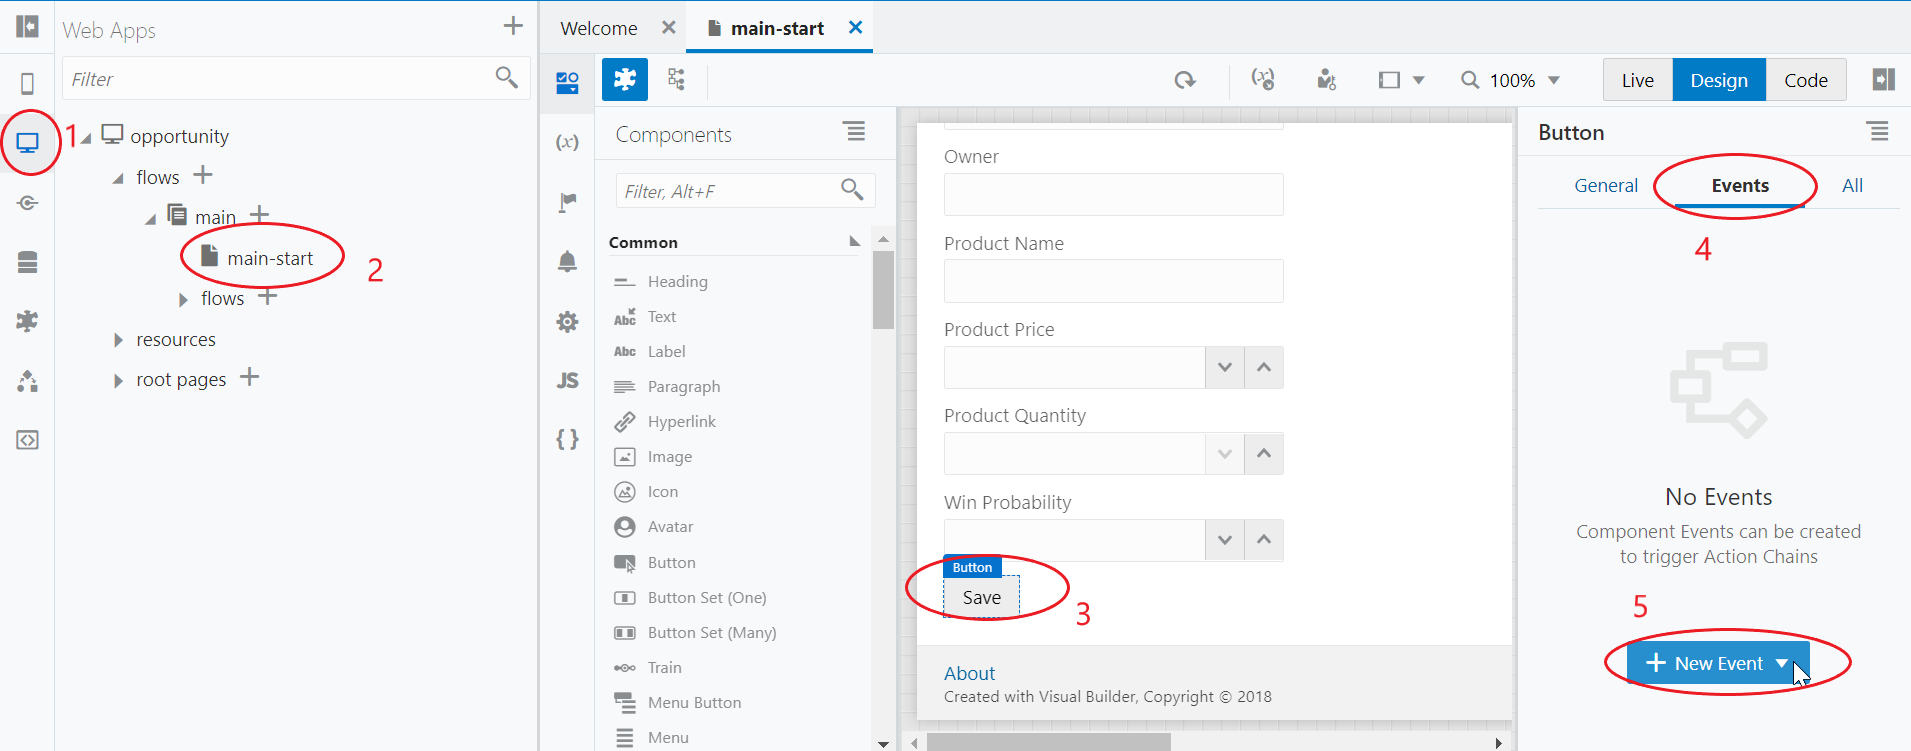 Web Apps
Filter
1
opportunity
flows
main
main-start
2
flows
resources
root pages
Welcome
main-start
100%
Live
Design
Code
(x)
JS
{ }
Components
Filter, Alt+F
Common
Heading
Abc Text
Abc Label
Paragraph
Hyperlink
Image
Icon
Avatar
Button
Button Set (One)
Button Set (Many)
Train
Menu Button
Menu
Owner
Product Name
Product Price
Product Quantity
Win Probability
Button
Save
3
About
Created with Visual Builder, Copyright © 2018
Button
General
Events
All
4
No Events
Component Events can be created
to trigger Action Chains
5
New Event